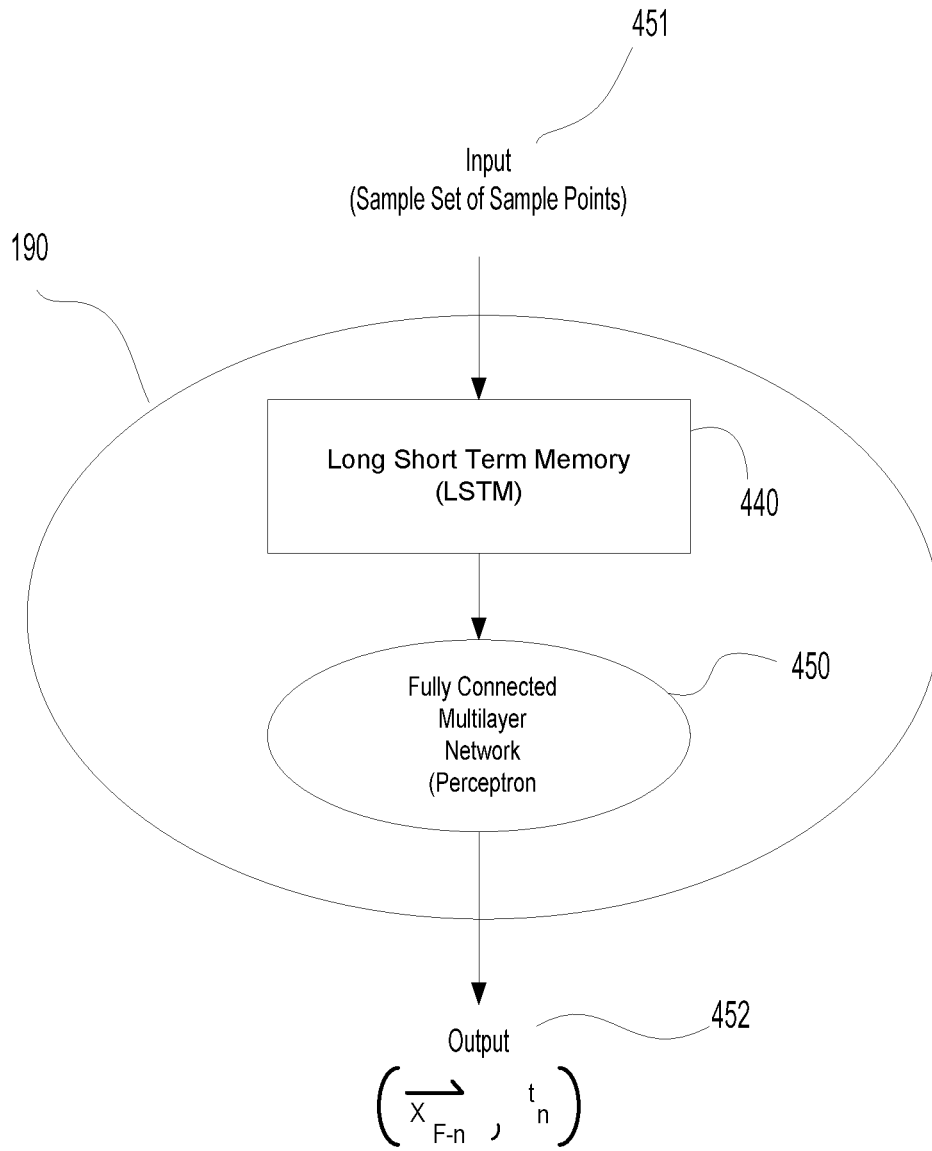 451
Input
(Sample Set of Sample Points)
190
Long Short Term Memory
(LSTM)
440
Fully Connected
Multilayer
Network
(Perceptron
450
452
Output
(X⃗ F-n , t n)